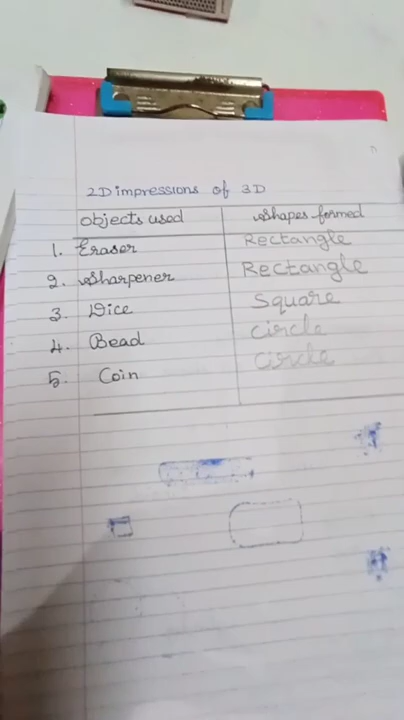 2D impressions of 3D
objects used Shapes formed
1. Eraser Rectangle
2. Sharpener Rectangle
3. Dice Square
4. Bead circle
5. Coin circle